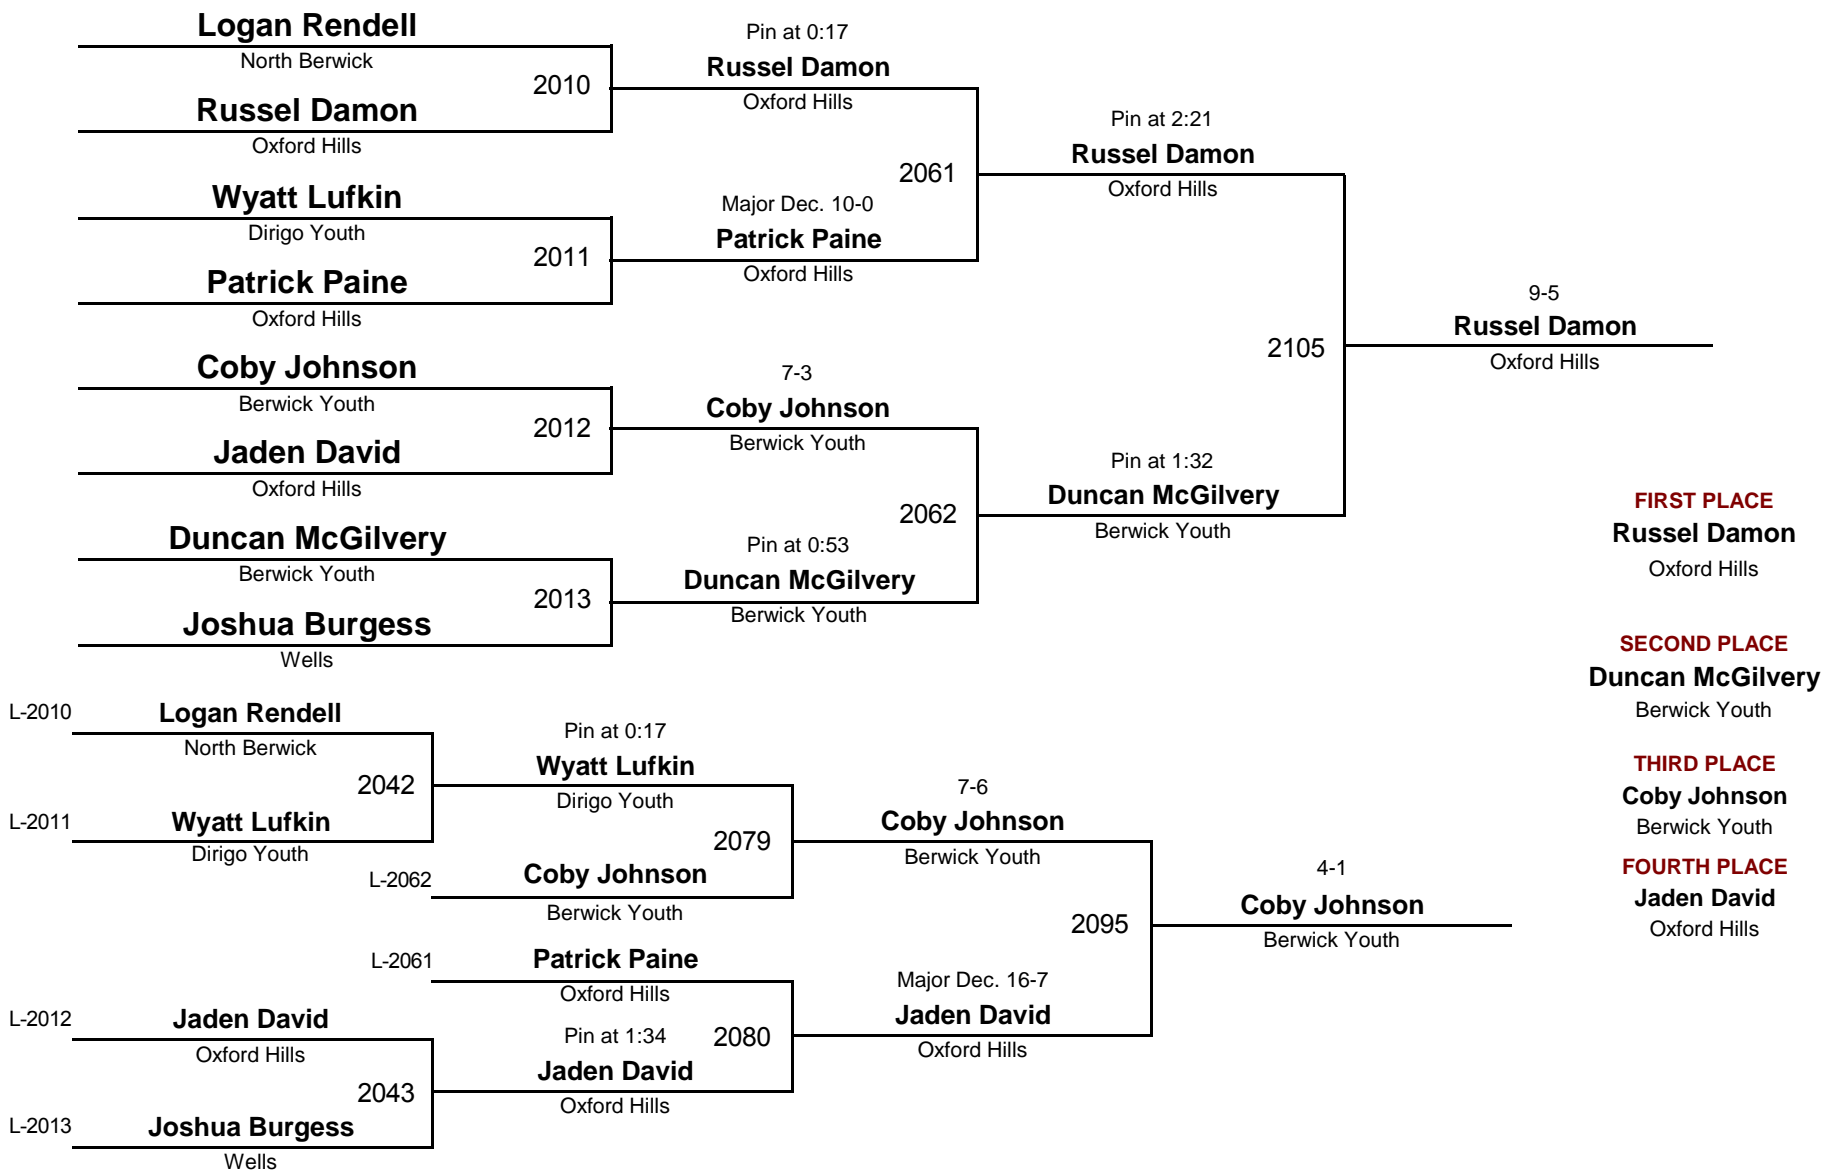 Logan Rendell
North Berwick
2010
Russel Damon
Oxford Hills
Wyatt Lufkin
Dirigo Youth
2011
Patrick Paine
Oxford Hills
Coby Johnson
Berwick Youth
2012
Jaden David
Oxford Hills
Duncan McGilvery
Berwick Youth
2013
Joshua Burgess
Wells
Pin at 0:17
Russel Damon
Oxford Hills
2061
Major Dec. 10-0
Patrick Paine
Oxford Hills
7-3
Coby Johnson
Berwick Youth
2062
Pin at 0:53
Duncan McGilvery
Berwick Youth
Pin at 2:21
Russel Damon
Oxford Hills
2105
Pin at 1:32
Duncan McGilvery
Berwick Youth
9-5
Russel Damon
Oxford Hills
L-2010
Logan Rendell
North Berwick
2042
L-2011
Wyatt Lufkin
Dirigo Youth
Pin at 0:17
Wyatt Lufkin
Dirigo Youth
2079
L-2062
Coby Johnson
Berwick Youth
L-2061
Patrick Paine
Oxford Hills
2080
L-2012
Jaden David
Oxford Hills
2043
L-2013
Joshua Burgess
Wells
Pin at 1:34
Jaden David
Oxford Hills
7-6
Coby Johnson
Berwick Youth
2095
Major Dec. 16-7
Jaden David
Oxford Hills
4-1
Coby Johnson
Berwick Youth
FIRST PLACE
Russel Damon
Oxford Hills
SECOND PLACE
Duncan McGilvery
Berwick Youth
THIRD PLACE
Coby Johnson
Berwick Youth
FOURTH PLACE
Jaden David
Oxford Hills